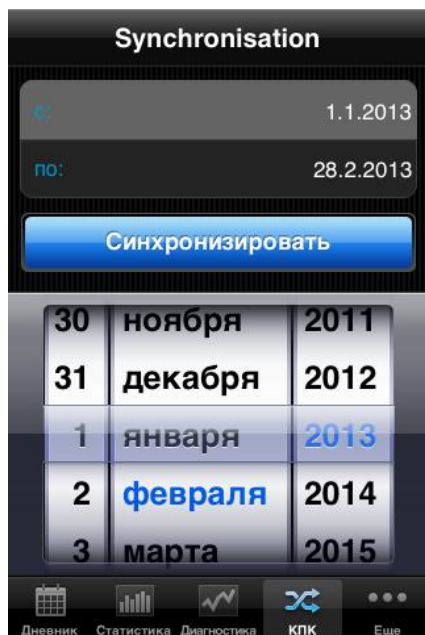 Synchronisation
с: 1.1.2013
по: 28.2.2013
Синхронизировать
30 ноября 2011
31 декабря 2012
1 января 2013
2 февраля 2014
3 марта 2015
Дневник Статистика Диагностика КПК Еще